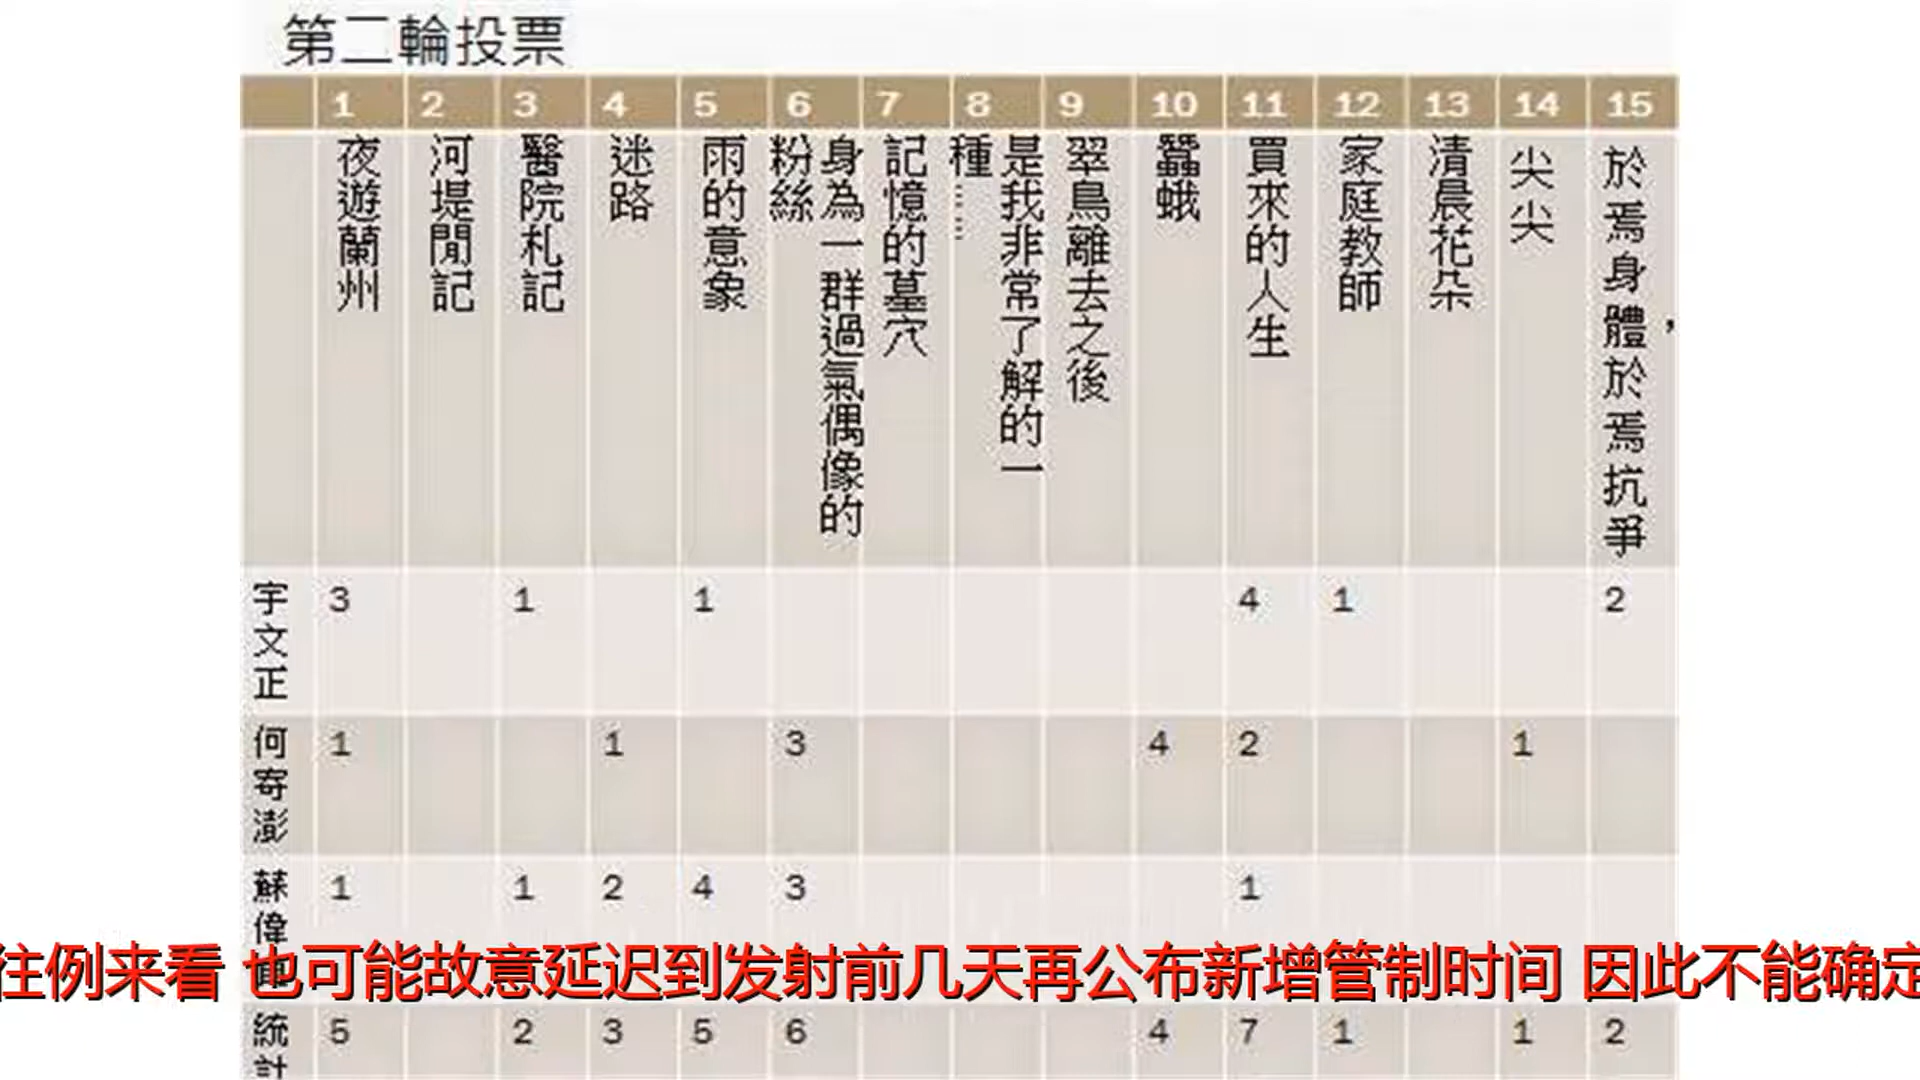 第二輪投票
1 2 3 4 5 6 7 8 9 10 11 12 13 14 15
夜遊蘭州
河堤閒記
醫院札記
迷路
雨的意象
身為一群過氣偶像的
粉絲
記憶的墓穴
是我非常了解的一
種……
翠鳥離去之後
蠶蛾
買來的人生
家庭教師
清晨花朵
尖尖
於焉身體，
於焉抗爭
宇文正 3 1 1 4 1 2
何寄澎 1 1 3 4 2 1
蘇偉貞 1 1 2 4 3 1
往例来看 也可能故意延迟到发射前几天再公布新增管制时间 因此不能确定
統計 5 2 3 5 6 4 7 1 1 2